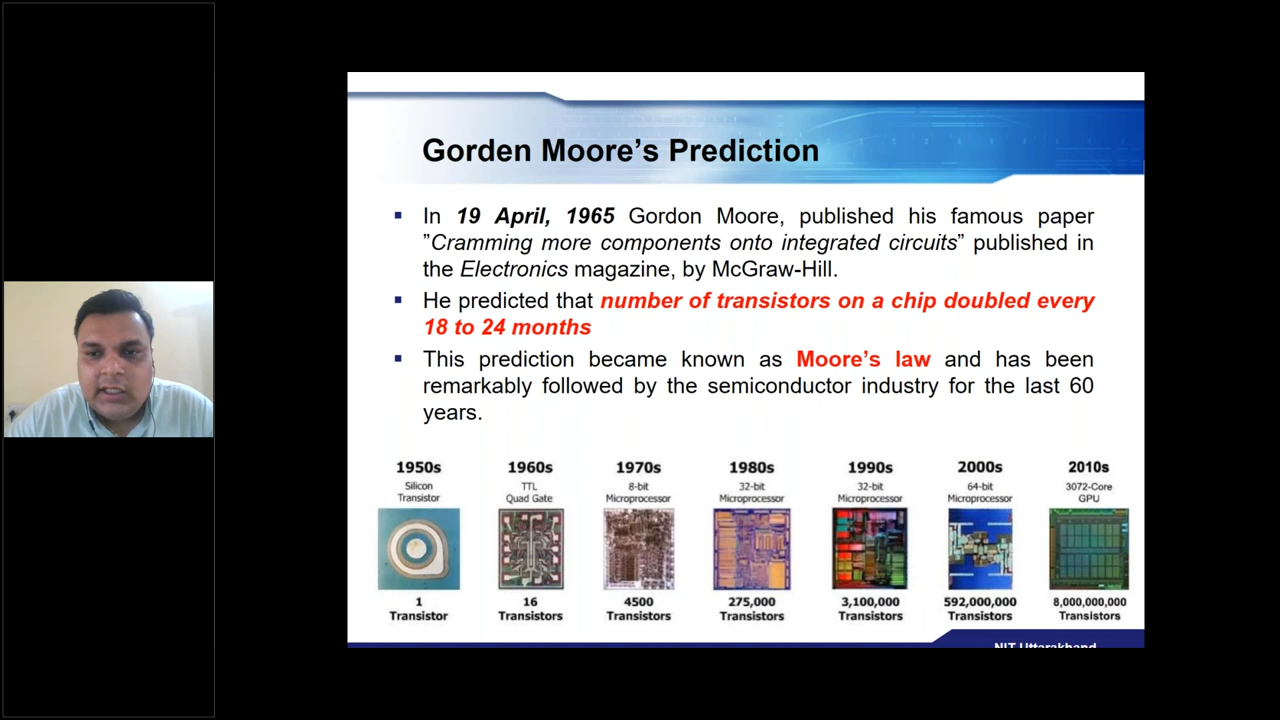 Gorden Moore's Prediction
▪ In 19 April, 1965 Gordon Moore, published his famous paper
”Cramming more components onto integrated circuits” published in
the Electronics magazine, by McGraw-Hill.
▪ He predicted that number of transistors on a chip doubled every
18 to 24 months
▪ This prediction became known as Moore’s law and has been
remarkably followed by the semiconductor industry for the last 60
years.
1950s 1960s 1970s 1980s 1990s 2000s 2010s
Silicon TTL 8-bit 32-bit 32-bit 64-bit 3072-Core
Transistor Quad Gate Microprocessor Microprocessor Microprocessor Microprocessor GPU
1 16 4500 275,000 3,100,000 592,000,000 8,000,000,000
Transistor Transistors Transistors Transistors Transistors Transistors Transistors
NIT Uttarakhand